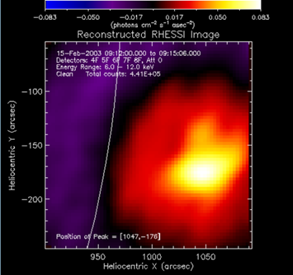 -0.083 -0.050 -0.017 0.017 0.050 0.083
(photons cm⁻² s⁻¹ asec⁻²)
Reconstructed RHESSI Image
15-Feb-2003 09:12:00.000 to 09:15:06.000
Detectors: 4F 5F 6F 7F 8F, Att 0
Energy Range: 6.0 - 12.0 keV
Clean Total counts: 4.41E+05
-100
Heliocentric Y (arcsec)
-150
-200
Position of Peak = [1047,-176]
950 1000 1050
Heliocentric X (arcsec)